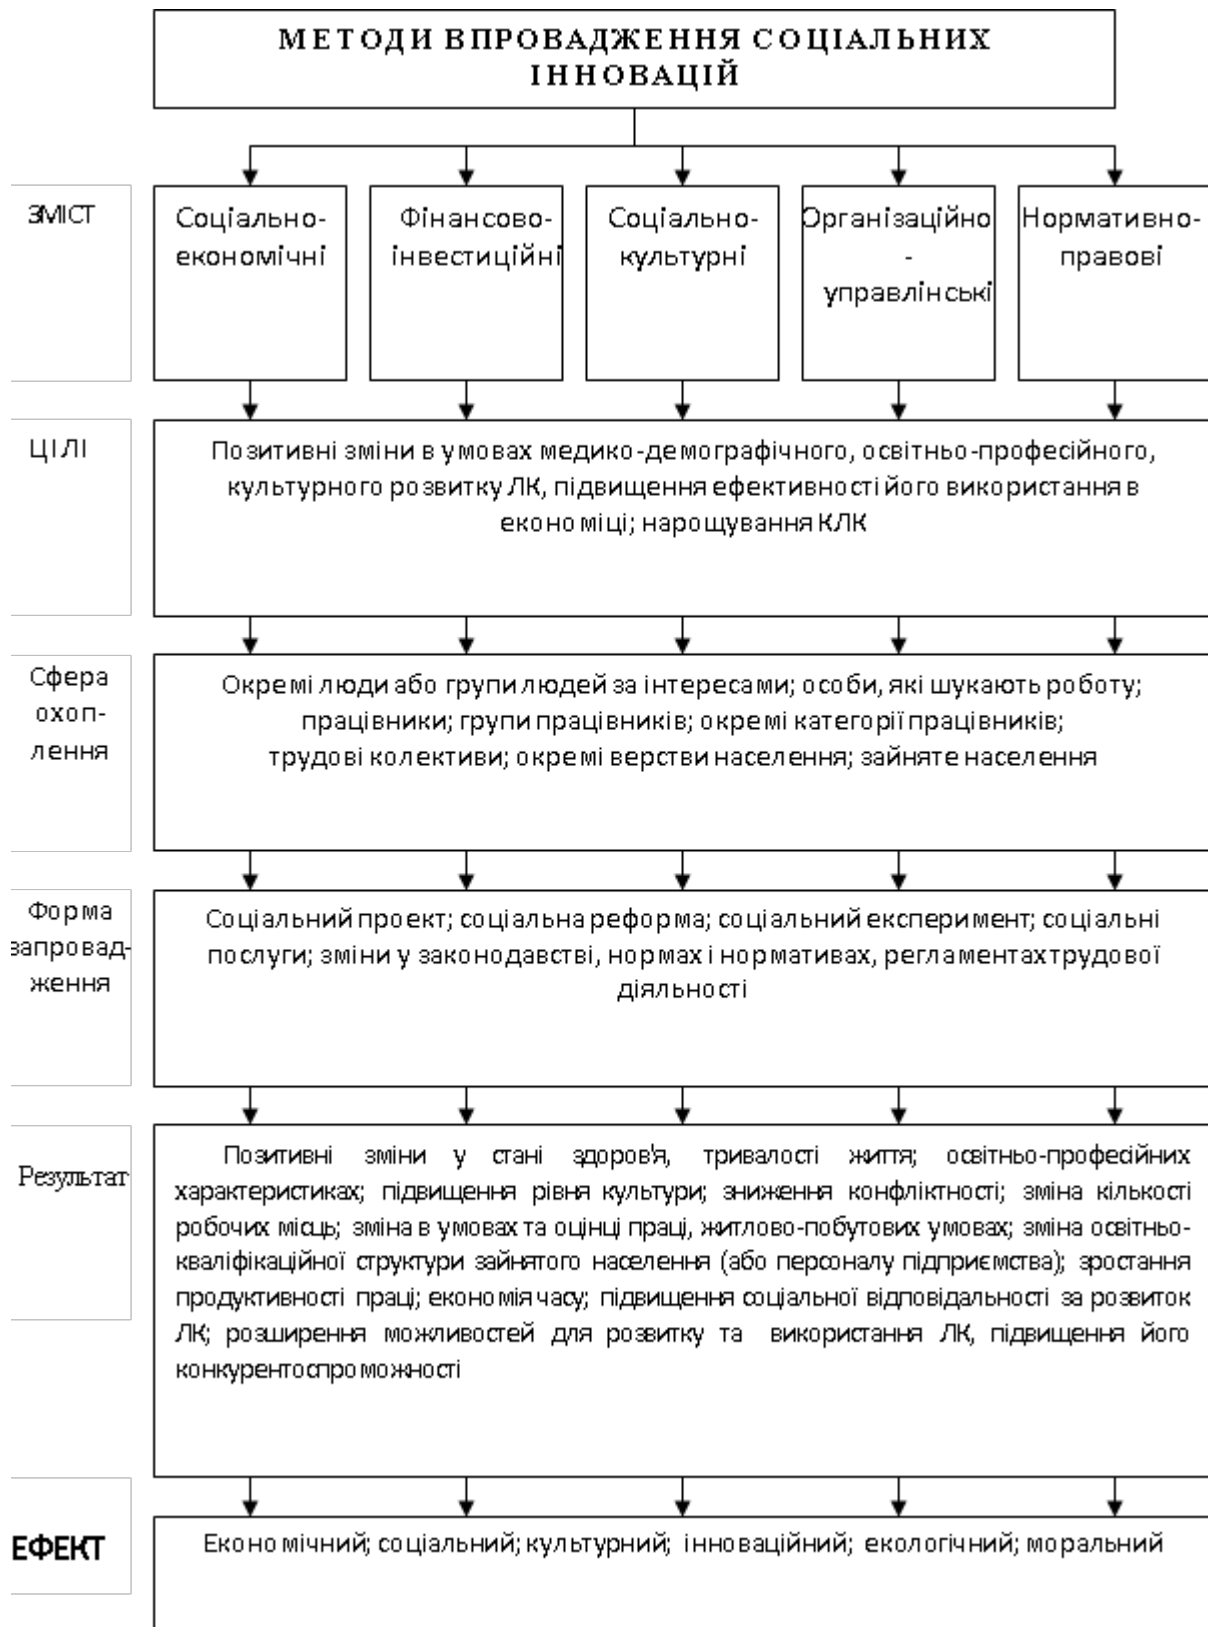 МЕТОДИ ВПРОВАДЖЕННЯ СОЦІАЛЬНИХ
ІННОВАЦІЙ
ЗМІСТ
Соціально-
економічні
Фінансово-
інвестиційні
Соціально-
культурні
Організаційно
-
управлінські
Нормативно-
правові
ЦІЛІ
Позитивні зміни в умовах медико-демографічного, освітньо-професійного,
культурного розвитку ЛК, підвищення ефективності його використання в
економіці; нарощування КЛК
Сфера
охоп-
лення
Окремі люди або групи людей за інтересами; особи, які шукають роботу;
працівники; групи працівників; окремі категорії працівників;
трудові колективи; окремі верстви населення; зайняте населення
Форма
запровад-
ження
Соціальний проект; соціальна реформа; соціальний експеримент; соціальні
послуги; зміни у законодавстві, нормах і нормативах, регламентах трудової
діяльності
Результат
Позитивні зміни у стані здоров'я, тривалості життя; освітньо-професійних
характеристиках; підвищення рівня культури; зниження конфліктності; зміна кількості
робочих місць; зміна в умовах та оцінці праці, житлово-побутових умовах; зміна освітньо-
кваліфікаційної структури зайнятого населення (або персоналу підприємства); зростання
продуктивності праці; економія часу; підвищення соціальної відповідальності за розвиток
ЛК; розширення можливостей для розвитку та використання ЛК, підвищення його
конкурентоспроможності
ЕФЕКТ
Економічний; соціальний; культурний; інноваційний; екологічний; моральний